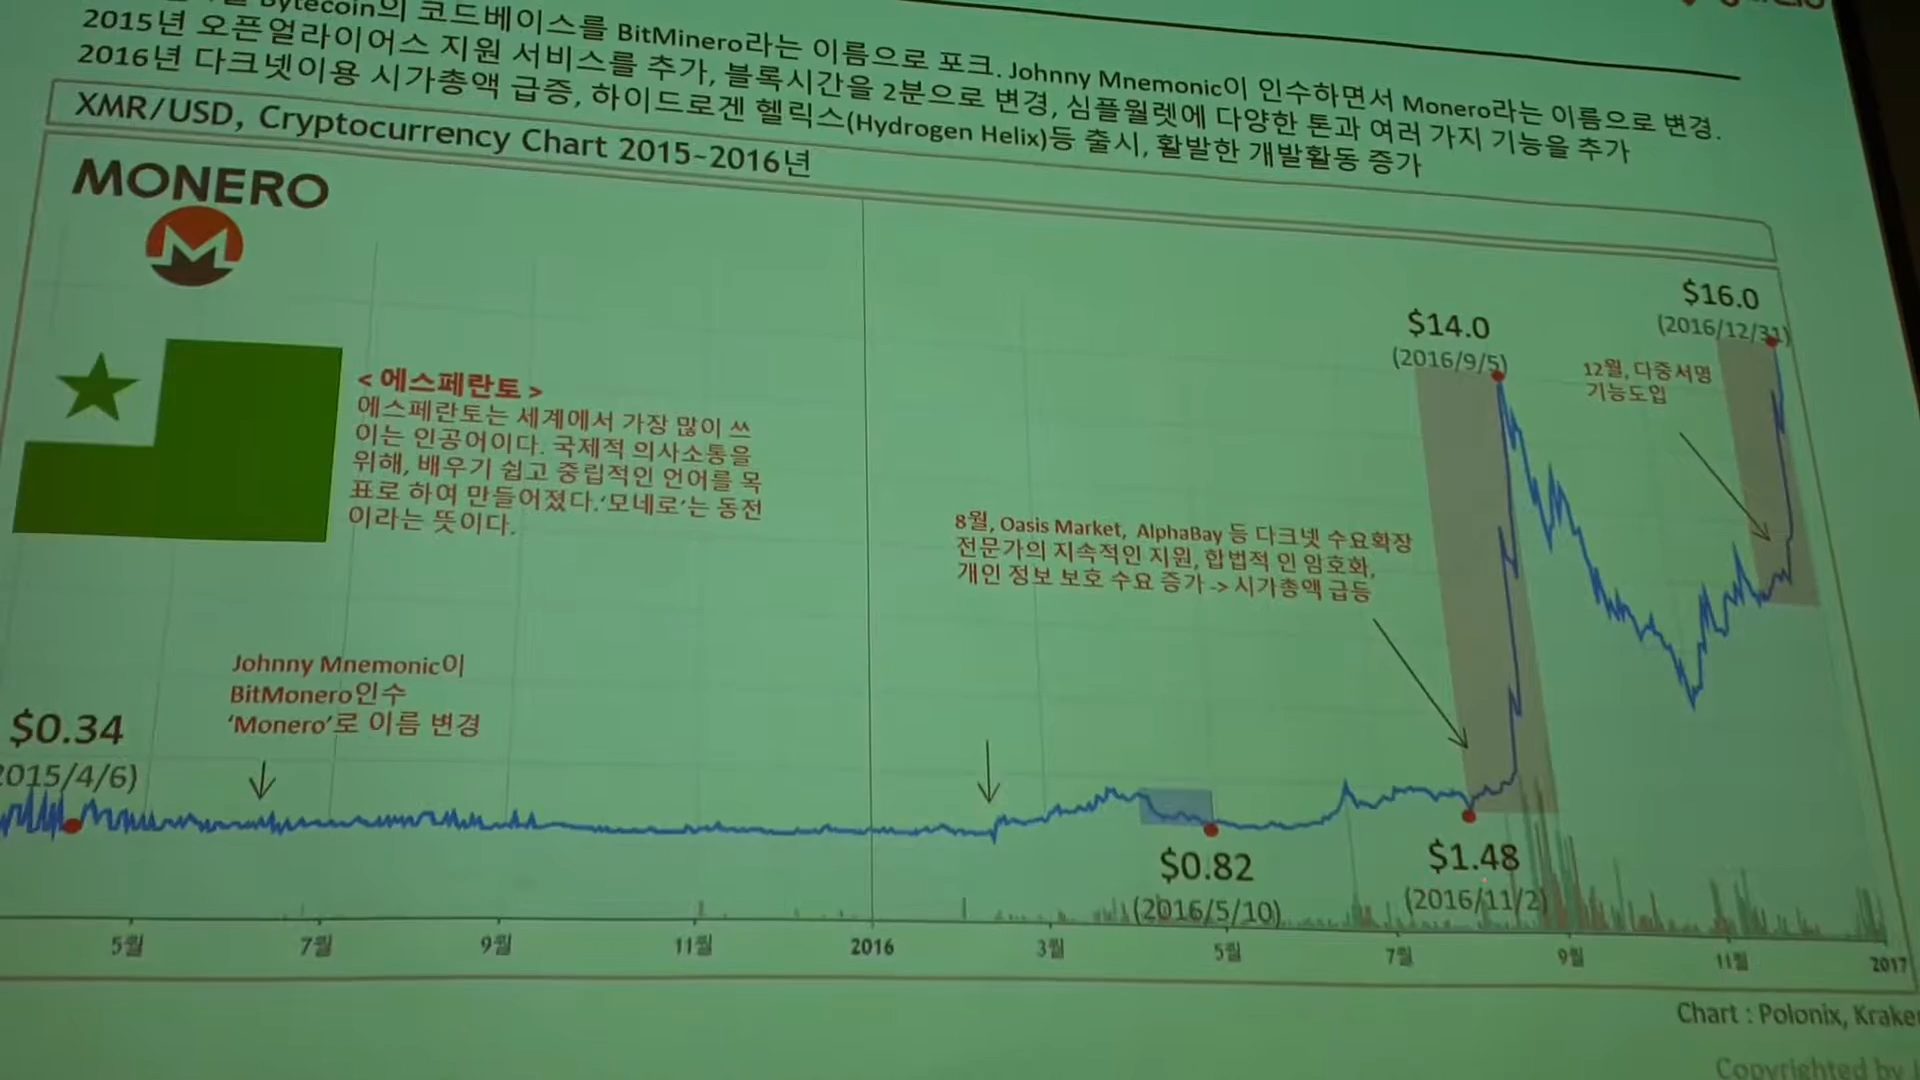 Bytecoin의 코드베이스를 BitMinero라는 이름으로 포크. Johnny Mnemonic이 인수하면서 Monero라는 이름으로 변경.
2015년 오픈얼라이어스 지원 서비스를 추가, 블록시간을 2분으로 변경, 심플월렛에 다양한 톤과 여러 가지 기능을 추가
2016년 다크넷이용 시가총액 급증, 하이드로겐 헬릭스(Hydrogen Helix)등 출시, 활발한 개발활동 증가
XMR/USD, Cryptocurrency Chart 2015~2016년
MONERO
$16.0
(2016/12/31)
$14.0
(2016/9/5)
12월, 다중서명
기능도입
< 에스페란토 >
에스페란토는 세계에서 가장 많이 쓰
이는 인공어이다. 국제적 의사소통을
위해, 배우기 쉽고 중립적인 언어를 목
표로 하여 만들어졌다.‘모네로’는 동전
이라는 뜻이다.
8월, Oasis Market, AlphaBay 등 다크넷 수요확장
전문가의 지속적인 지원, 합법적 인 암호화,
개인 정보 보호 수요 증가 -> 시가총액 급등
Johnny Mnemonic이
BitMonero인수
‘Monero’로 이름 변경
$0.34
2015/4/6)
$0.82
(2016/5/10)
$1.48
(2016/11/2)
5월 7월 9월 11월 2016 3월 5월 7월 9월 11월 2017
Chart : Polonix, Kraken
Copyrighted by